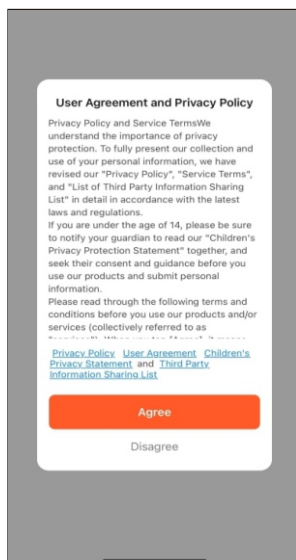 User Agreement and Privacy Policy
Privacy Policy and Service TermsWe
understand the importance of privacy
protection. To fully present our collection and
use of your personal information, we have
revised our "Privacy Policy", "Service Terms",
and "List of Third Party Information Sharing
List" in detail in accordance with the latest
laws and regulations.
If you are under the age of 14, please be sure
to notify your guardian to read our "Children's
Privacy Protection Statement" together, and
seek their consent and guidance before you
use our products and submit personal
information.
Please read through the following terms and
conditions before you use our products and/or
services (collectively referred to as
Privacy Policy User Agreement Children's
Privacy Statement and Third Party
Information Sharing List
Agree
Disagree